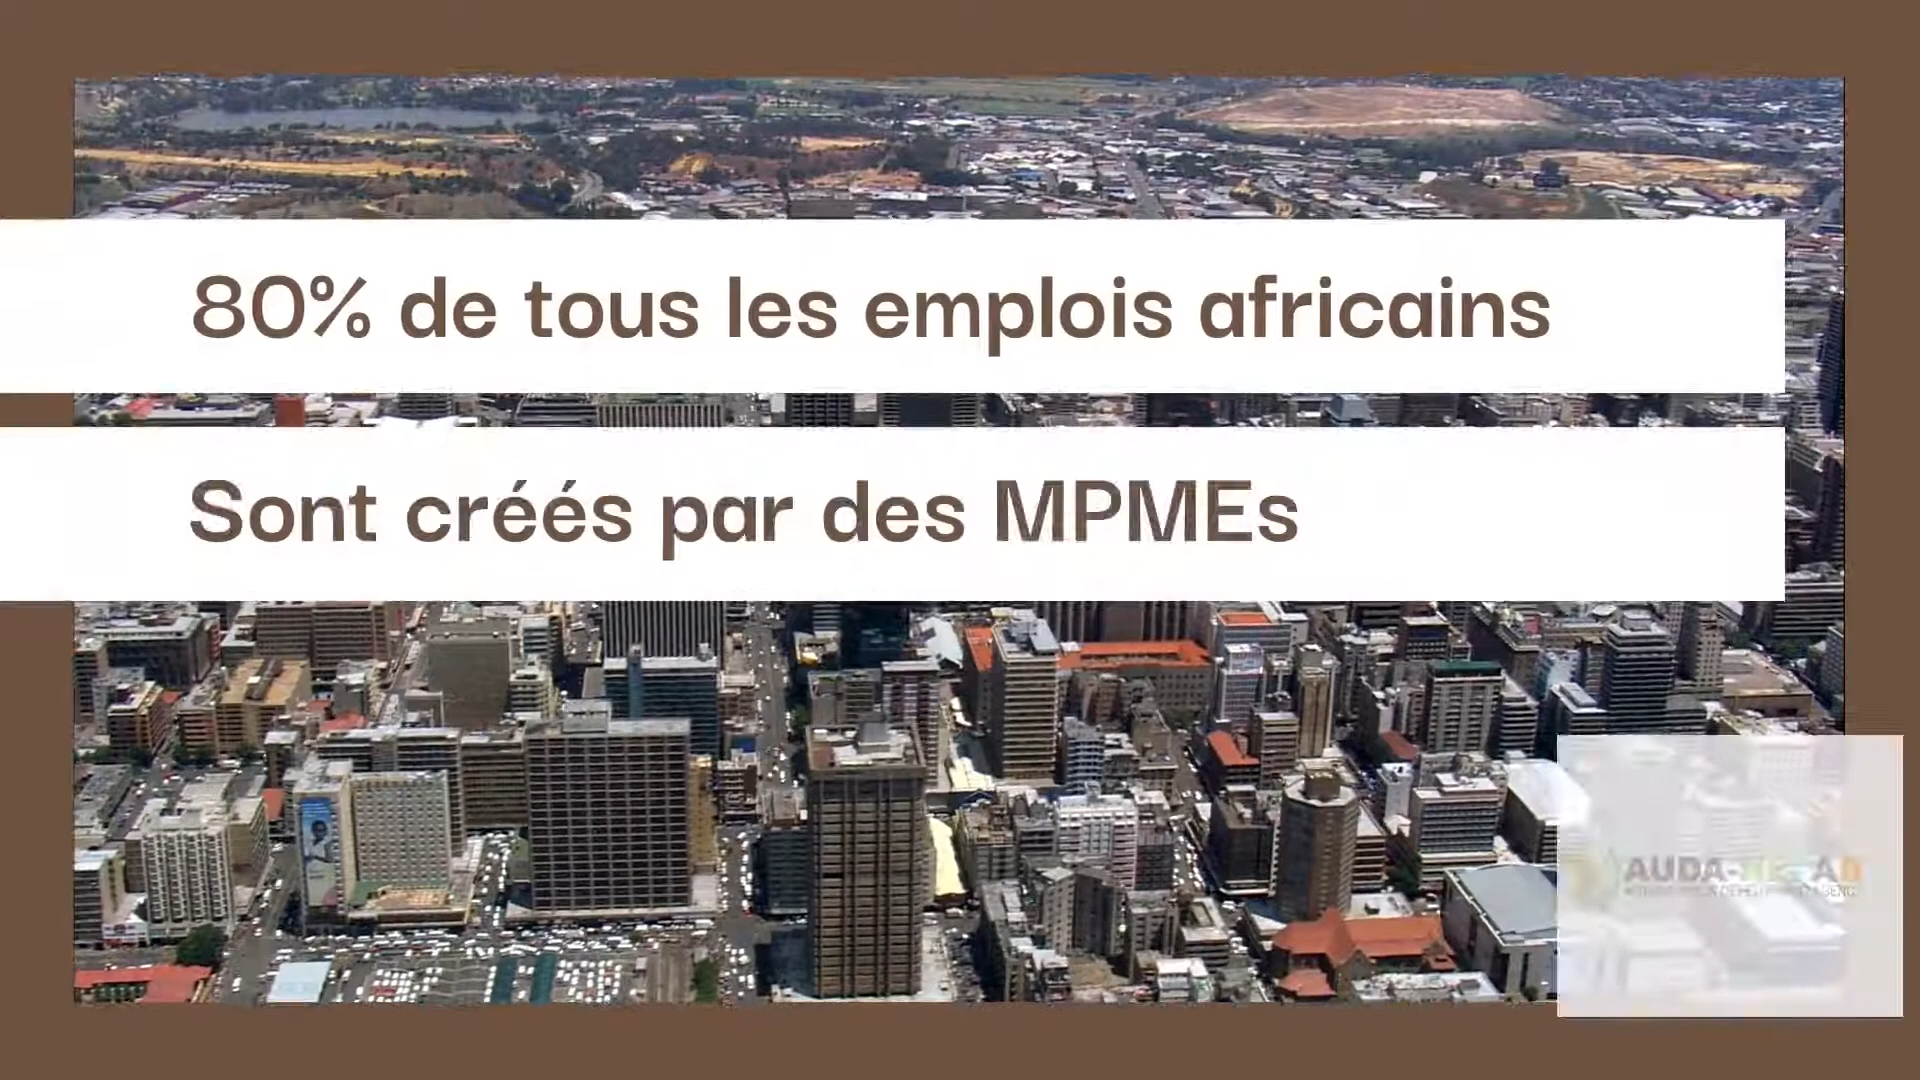 80% de tous les emplois africains
Sont créés par des MPMEs